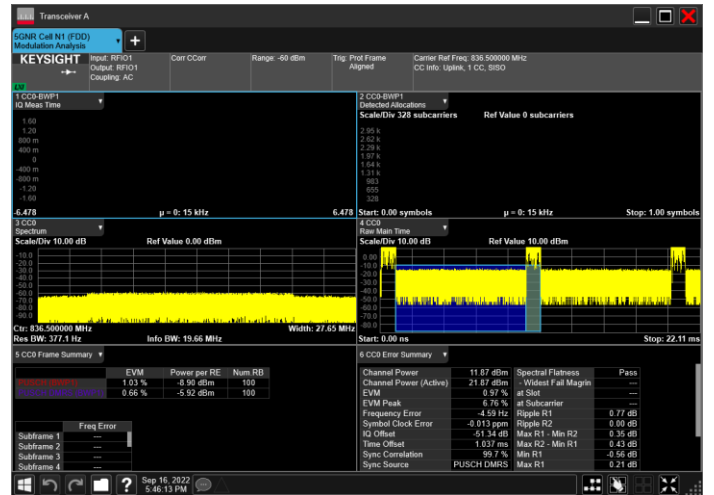 Transceiver A
5GNR Cell N1 (FDD)
Modulation Analysis
KEYSIGHT
Input: RFIO1
Output: RFIO1
Coupling: AC
Corr CCorr
Range: -60 dBm
Trig: Prot Frame
Aligned
Carrier Ref Freq: 836.500000 MHz
CC Info: Uplink, 1 CC, SISO
1 CC0-BWP1
IQ Meas Time
1.60
1.20
800 m
400 m
0
-400 m
-800 m
-1.20
-1.60
-6.478
µ = 0: 15 kHz
6.478
2 CC0-BWP1
Detected Allocations
Scale/Div 328 subcarriers
Ref Value 0 subcarriers
2.95 k
2.62 k
2.29 k
1.97 k
1.64 k
1.31 k
983
655
328
Start: 0.00 symbols
µ = 0: 15 kHz
Stop: 1.00 symbols
3 CC0
Spectrum
Scale/Div 10.00 dB
Ref Value 0.00 dBm
-10.0
-20.0
-30.0
-40.0
-50.0
-60.0
-70.0
-80.0
-90.0
Ctr: 836.500000 MHz
Width: 27.65 MHz
Res BW: 377.1 Hz
Info BW: 19.66 MHz
4 CC0
Raw Main Time
Scale/Div 10.00 dB
Ref Value 10.00 dBm
0.00
-10.0
-20.0
-30.0
-40.0
-50.0
-60.0
-70.0
-80.0
Start: 0.00 ns
Stop: 22.11 ms
5 CC0 Frame Summary
EVM Power per RE Num RB
1.03 % -8.90 dBm 100
0.66 % -5.92 dBm 100
Freq Error
Subframe 1 ---
Subframe 2 ---
Subframe 3 ---
Subframe 4 ---
6 CC0 Error Summary
Channel Power 11.87 dBm
Channel Power (Active) 21.87 dBm
EVM 0.97 %
EVM Peak 6.76 %
Frequency Error -4.59 Hz
Symbol Clock Error -0.013 ppm
IQ Offset -51.34 dB
Time Offset 1.037 ms
Sync Correlation 99.7 %
Sync Source PUSCH DMRS
Spectral Flatness Pass
- Widest Fail Magrin ---
at Slot ---
at Subcarrier ---
Ripple R1 0.77 dB
Ripple R2 0.00 dB
Max R1 - Min R2 0.35 dB
Max R2 - Min R1 0.43 dB
Min R1 -0.56 dB
Max R1 0.21 dB
Sep 16, 2022
5:46:13 PM